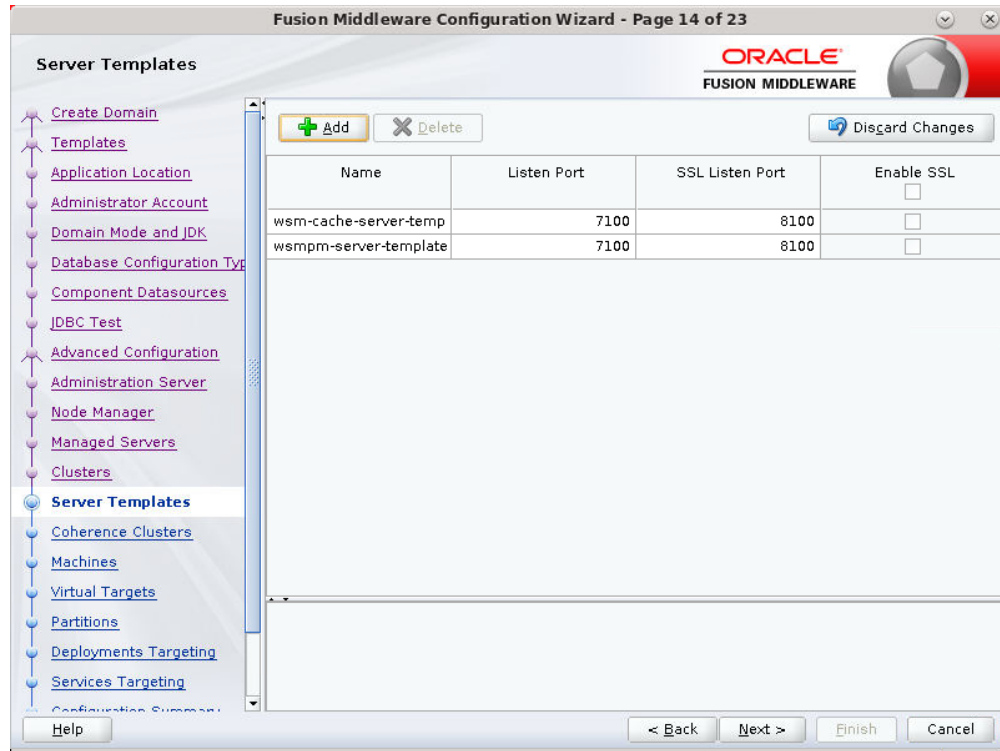 Fusion Middleware Configuration Wizard - Page 14 of 23
Server Templates
ORACLE
FUSION MIDDLEWARE
Create Domain
Templates
Application Location
Administrator Account
Domain Mode and JDK
Database Configuration Typ
Component Datasources
JDBC Test
Advanced Configuration
Administration Server
Node Manager
Managed Servers
Clusters
Server Templates
Coherence Clusters
Machines
Virtual Targets
Partitions
Deployments Targeting
Services Targeting
Configuration Summary
Add Delete Discard Changes
Name Listen Port SSL Listen Port Enable SSL
wsm-cache-server-temp 7100 8100
wsmpm-server-template 7100 8100
Help < Back Next > Finish Cancel